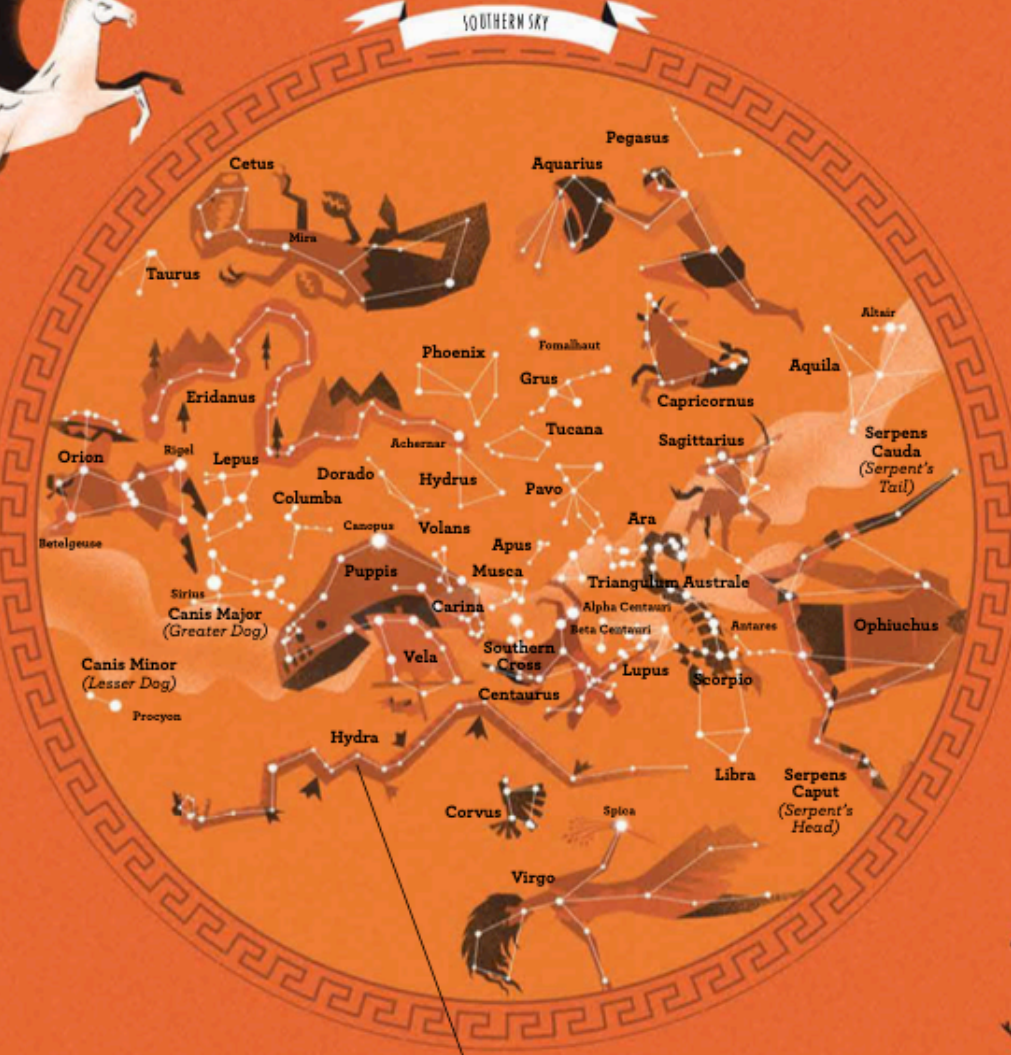 SOUTHERN SKY
Pegasus
Cetus
Aquarius
Mira
Taurus
Altair
Fomalhaut
Phoenix
Aquila
Grus
Eridanus
Capricornus
Tucana
Serpens
Cauda
(Serpent's
Tail)
Achernar
Sagittarius
Rigel
Orion
Lepus
Dorado
Hydrus
Pavo
Columba
Ara
Canopus
Volans
Betelgeuse
Apus
Puppis
Musca
Triangulum Australe
Sirius
Carina
Alpha Centauri
Canis Major
(Greater Dog)
Beta Centauri
Antares
Ophiuchus
Southern
Cross
Vela
Lupus
Canis Minor
(Lesser Dog)
Scorpio
Centaurus
Procyon
Hydra
Libra
Serpens
Caput
(Serpent's
Head)
Corvus
Spica
Virgo